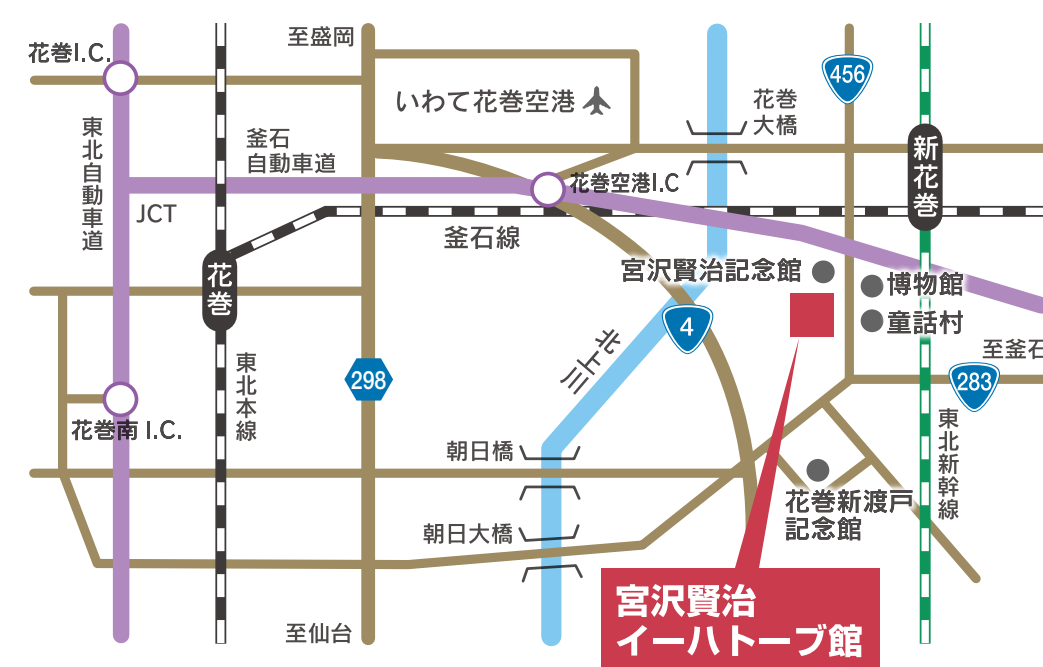 至盛岡
花巻I.C.
いわて花巻空港
456
花巻
大橋
東北自動車道
釜石
自動車道
新花巻
花巻空港I.C
JCT
釜石線
花巻
宮沢賢治記念館
博物館
童話村
4
至釜石
北上川
298
283
東北本線
花巻南 I.C.
東北新幹線
朝日橋
花巻新渡戸
記念館
朝日大橋
宮沢賢治
イーハトーブ館
至仙台